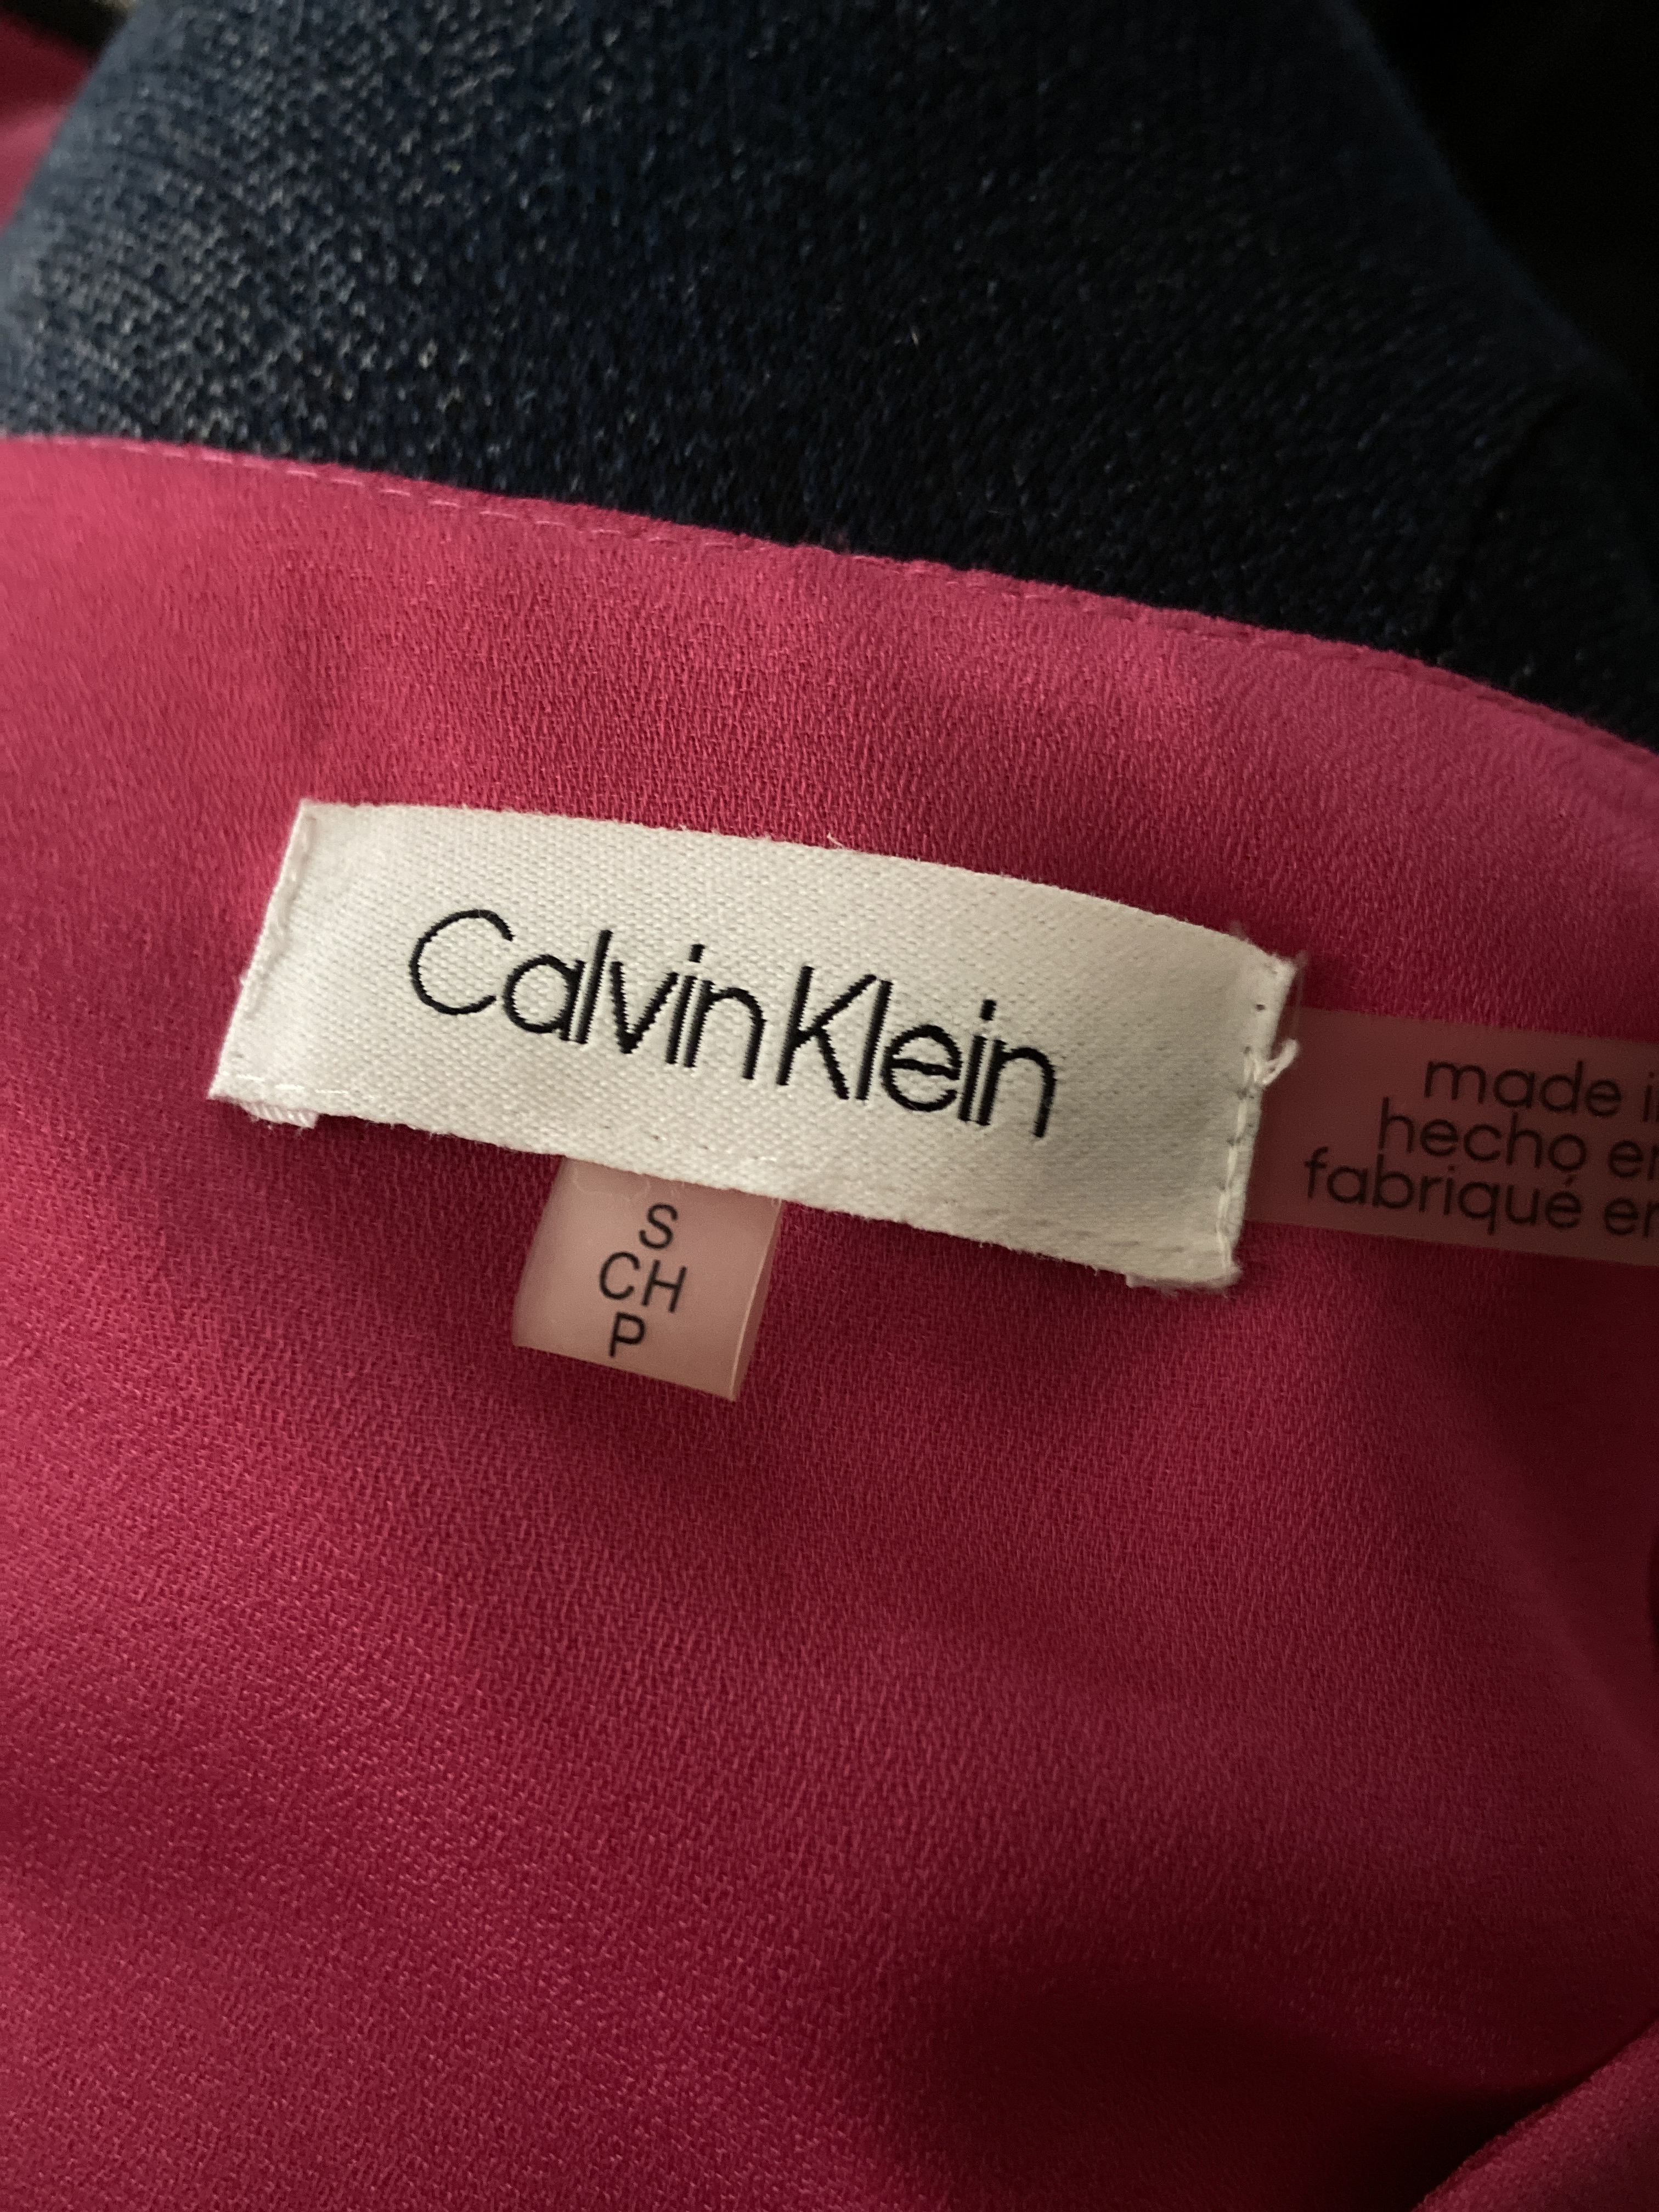 Calvin Klein
S
CH
P
made
hecho
fabriqué